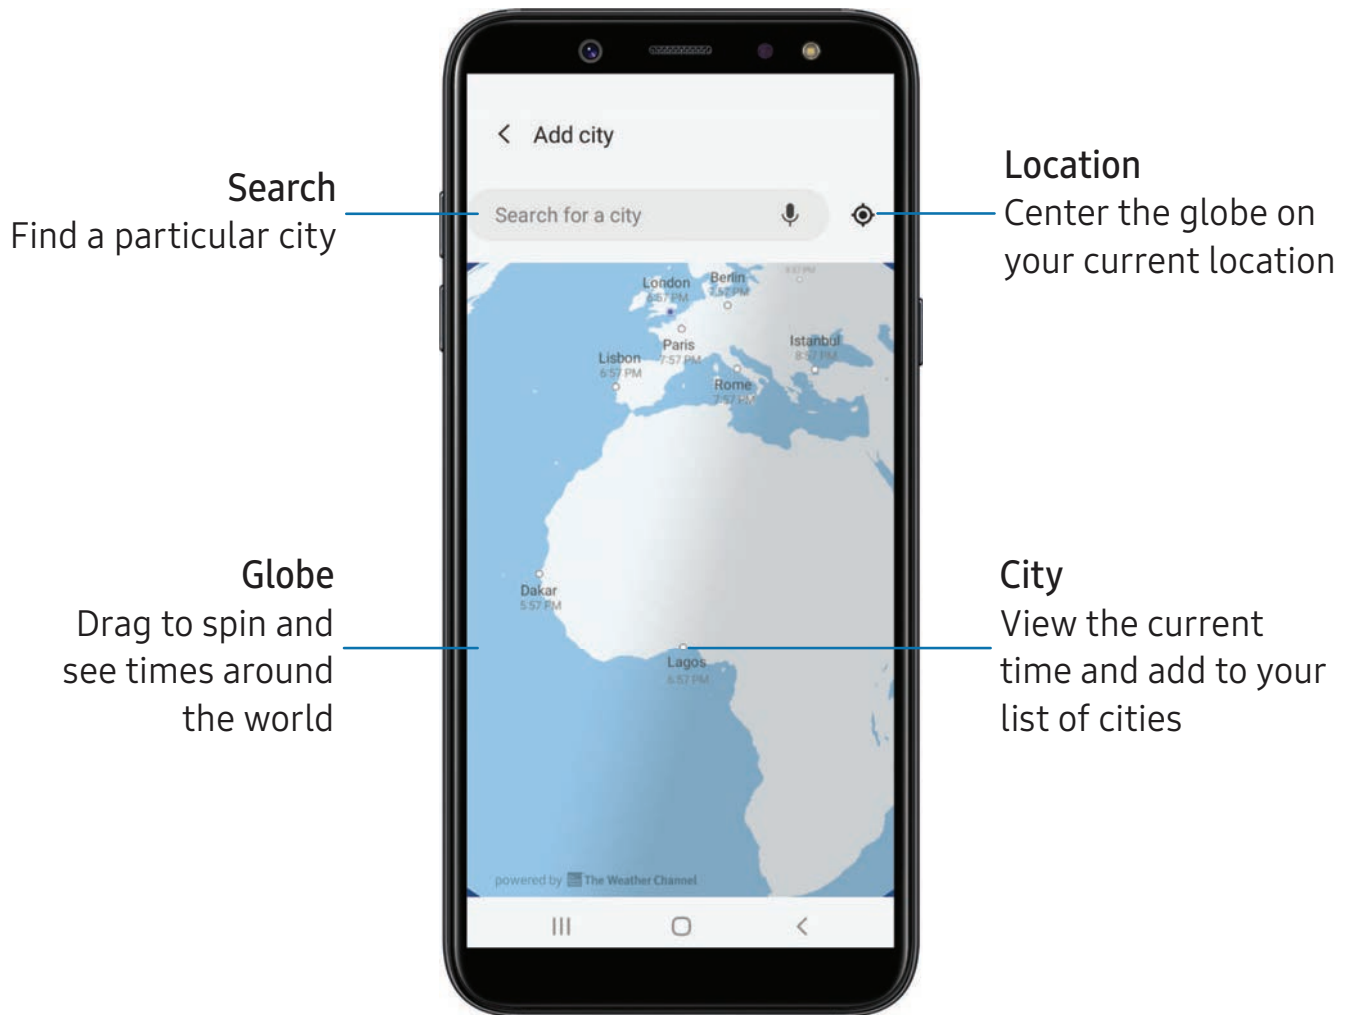 Add city
Search
Find a particular city
Search for a city
Location
Center the globe on
your current location
8:57 PM
London
6:57 PM
Berlin
7:57 PM
Paris
7:57 PM
Istanbul
8:57 PM
Lisbon
6:57 PM
Rome
7:57 PM
Globe
Drag to spin and
see times around
the world
Dakar
5:57 PM
Lagos
6:57 PM
City
View the current
time and add to your
list of cities
powered by The Weather Channel